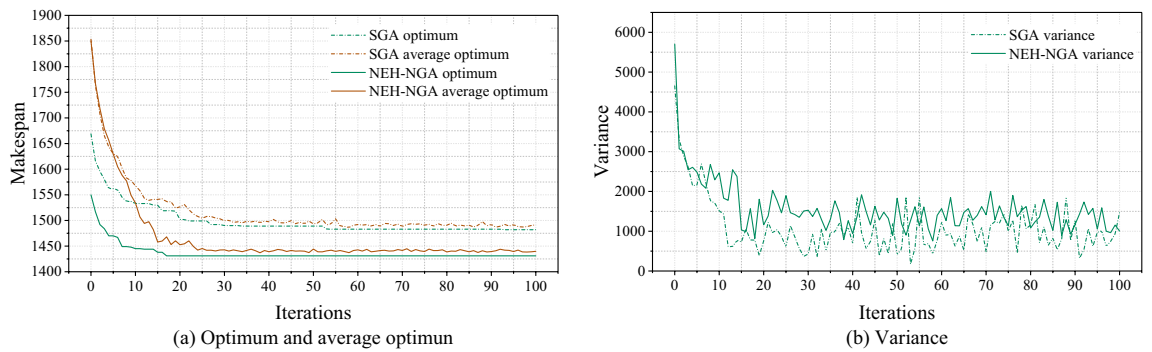 1900
1850
1800
1750
1700
1650
1600
1550
1500
1450
1400
Makespan
SGA optimum
SGA average optimum
NEH-NGA optimum
NEH-NGA average optimum
0 10 20 30 40 50 60 70 80 90 100
Iterations
(a) Optimum and average optimun
6000
5000
4000
3000
2000
1000
0
Variance
SGA variance
NEH-NGA variance
0 10 20 30 40 50 60 70 80 90 100
Iterations
(b) Variance